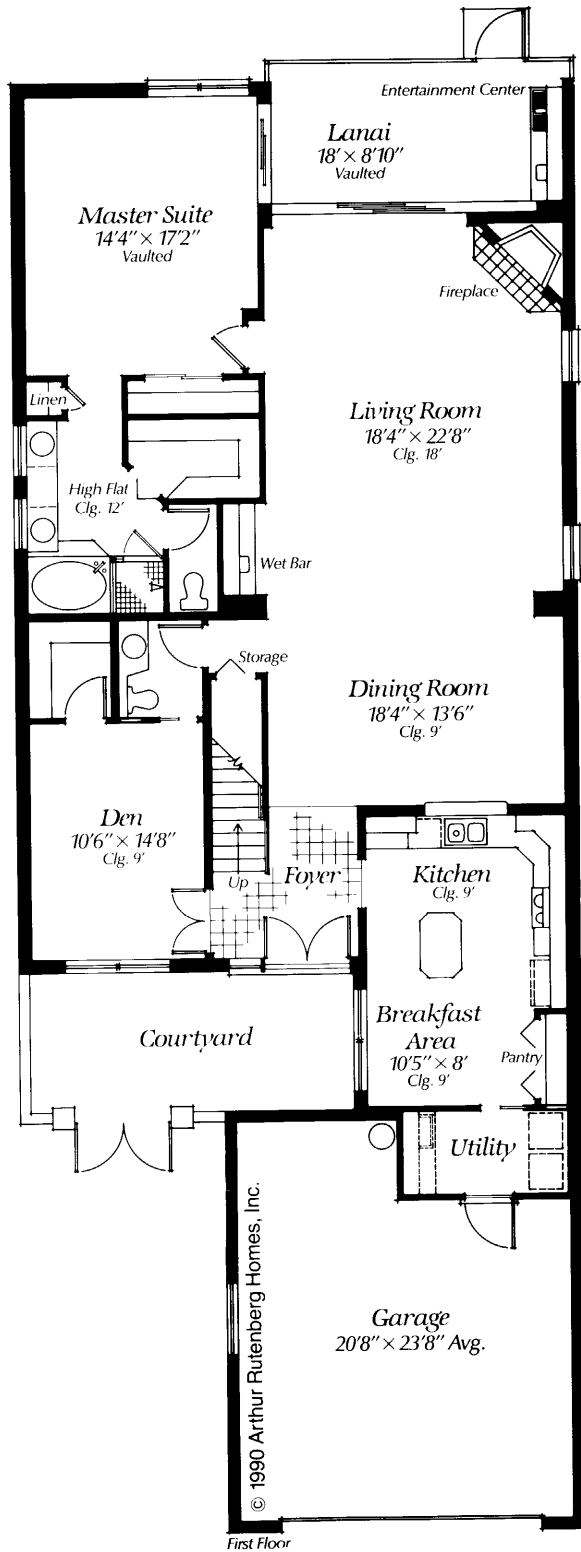 Entertainment Center
Lanai
18' × 8'10"
Vaulted
Master Suite
14'4" × 17'2"
Vaulted
Fireplace
Linen
Living Room
18'4" × 22'8"
Clg. 18'
High Flat
Clg. 12'
Wet Bar
Storage
Dining Room
18'4" × 13'6"
Clg. 9'
Den
10'6" × 14'8"
Clg. 9'
Up
Foyer
Kitchen
Clg. 9'
Breakfast
Area
10'5" × 8'
Clg. 9'
Pantry
Courtyard
Utility
Garage
20'8" × 23'8" Avg.
© 1990 Arthur Rutenberg Homes, Inc.
First Floor